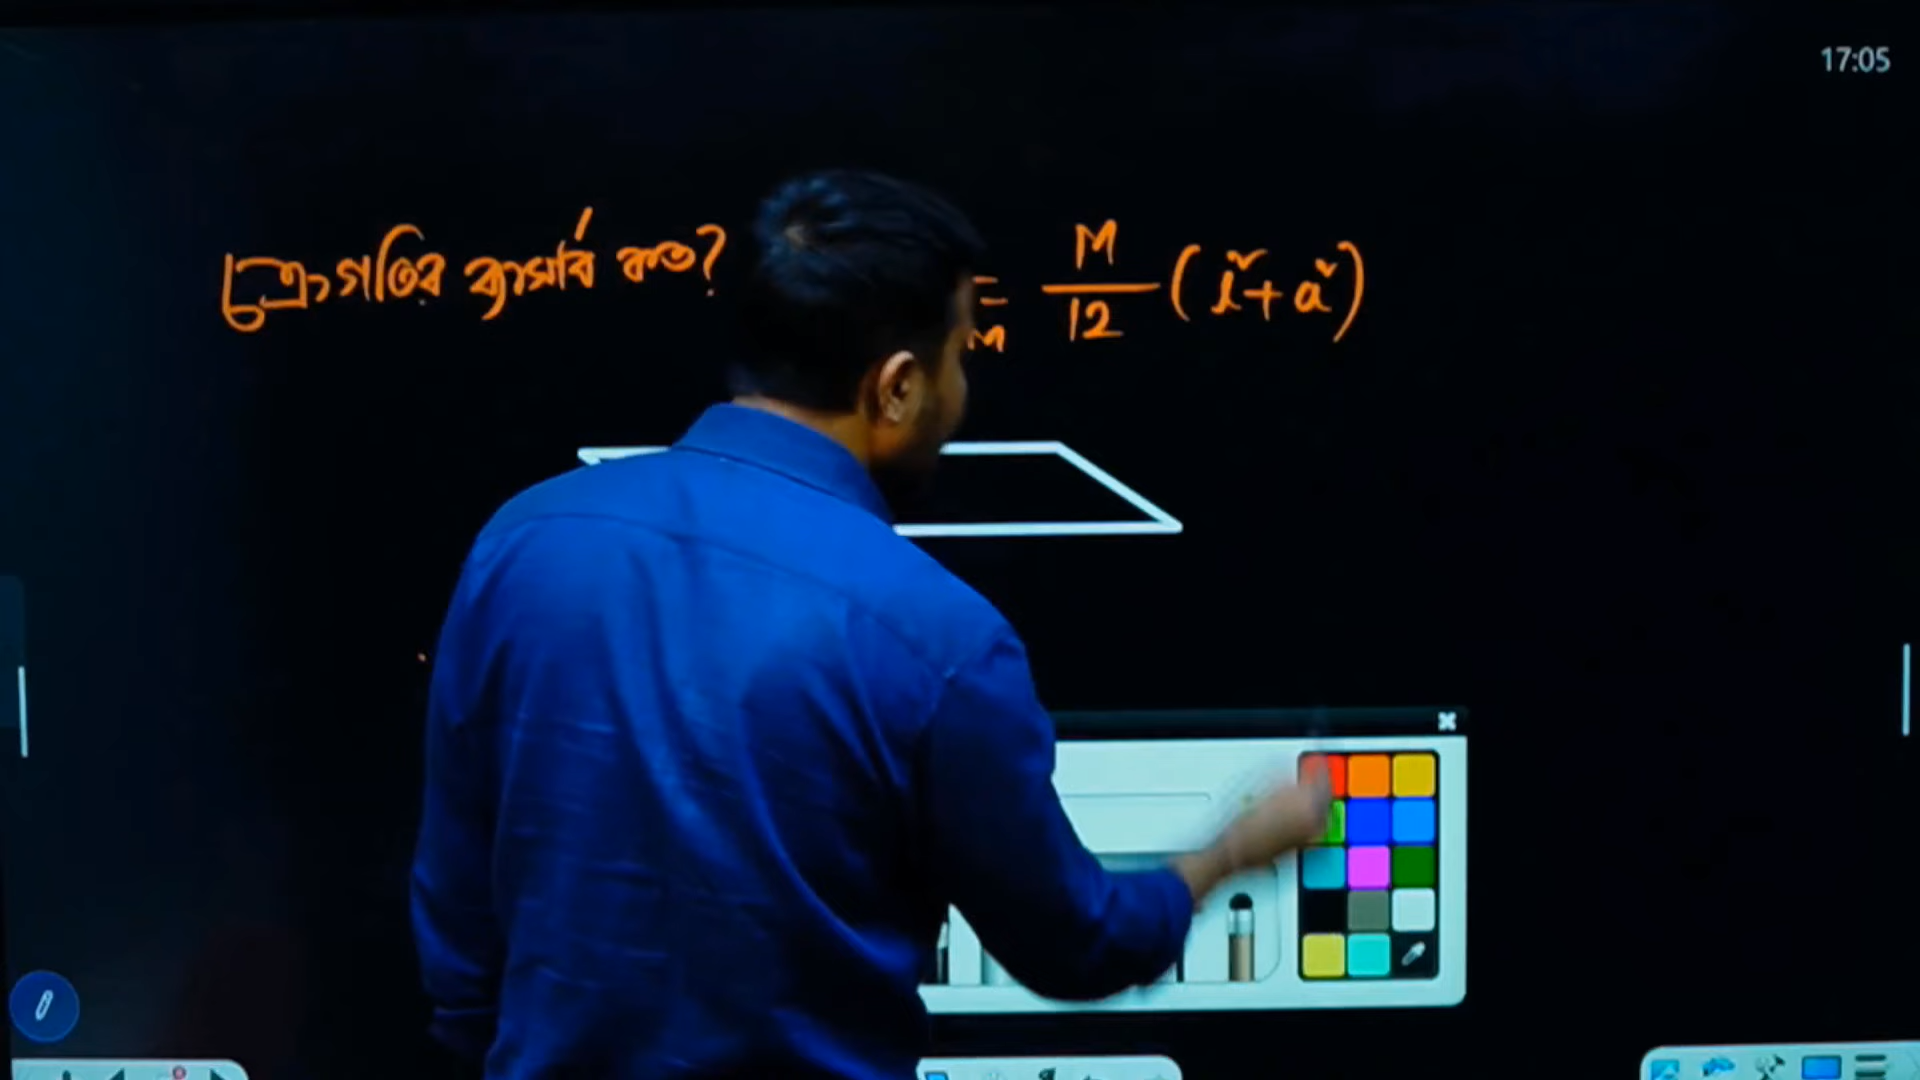 17:05
চক্রগতির ব্যাসার্ধ কত? = M/12 (l² + a²)
M